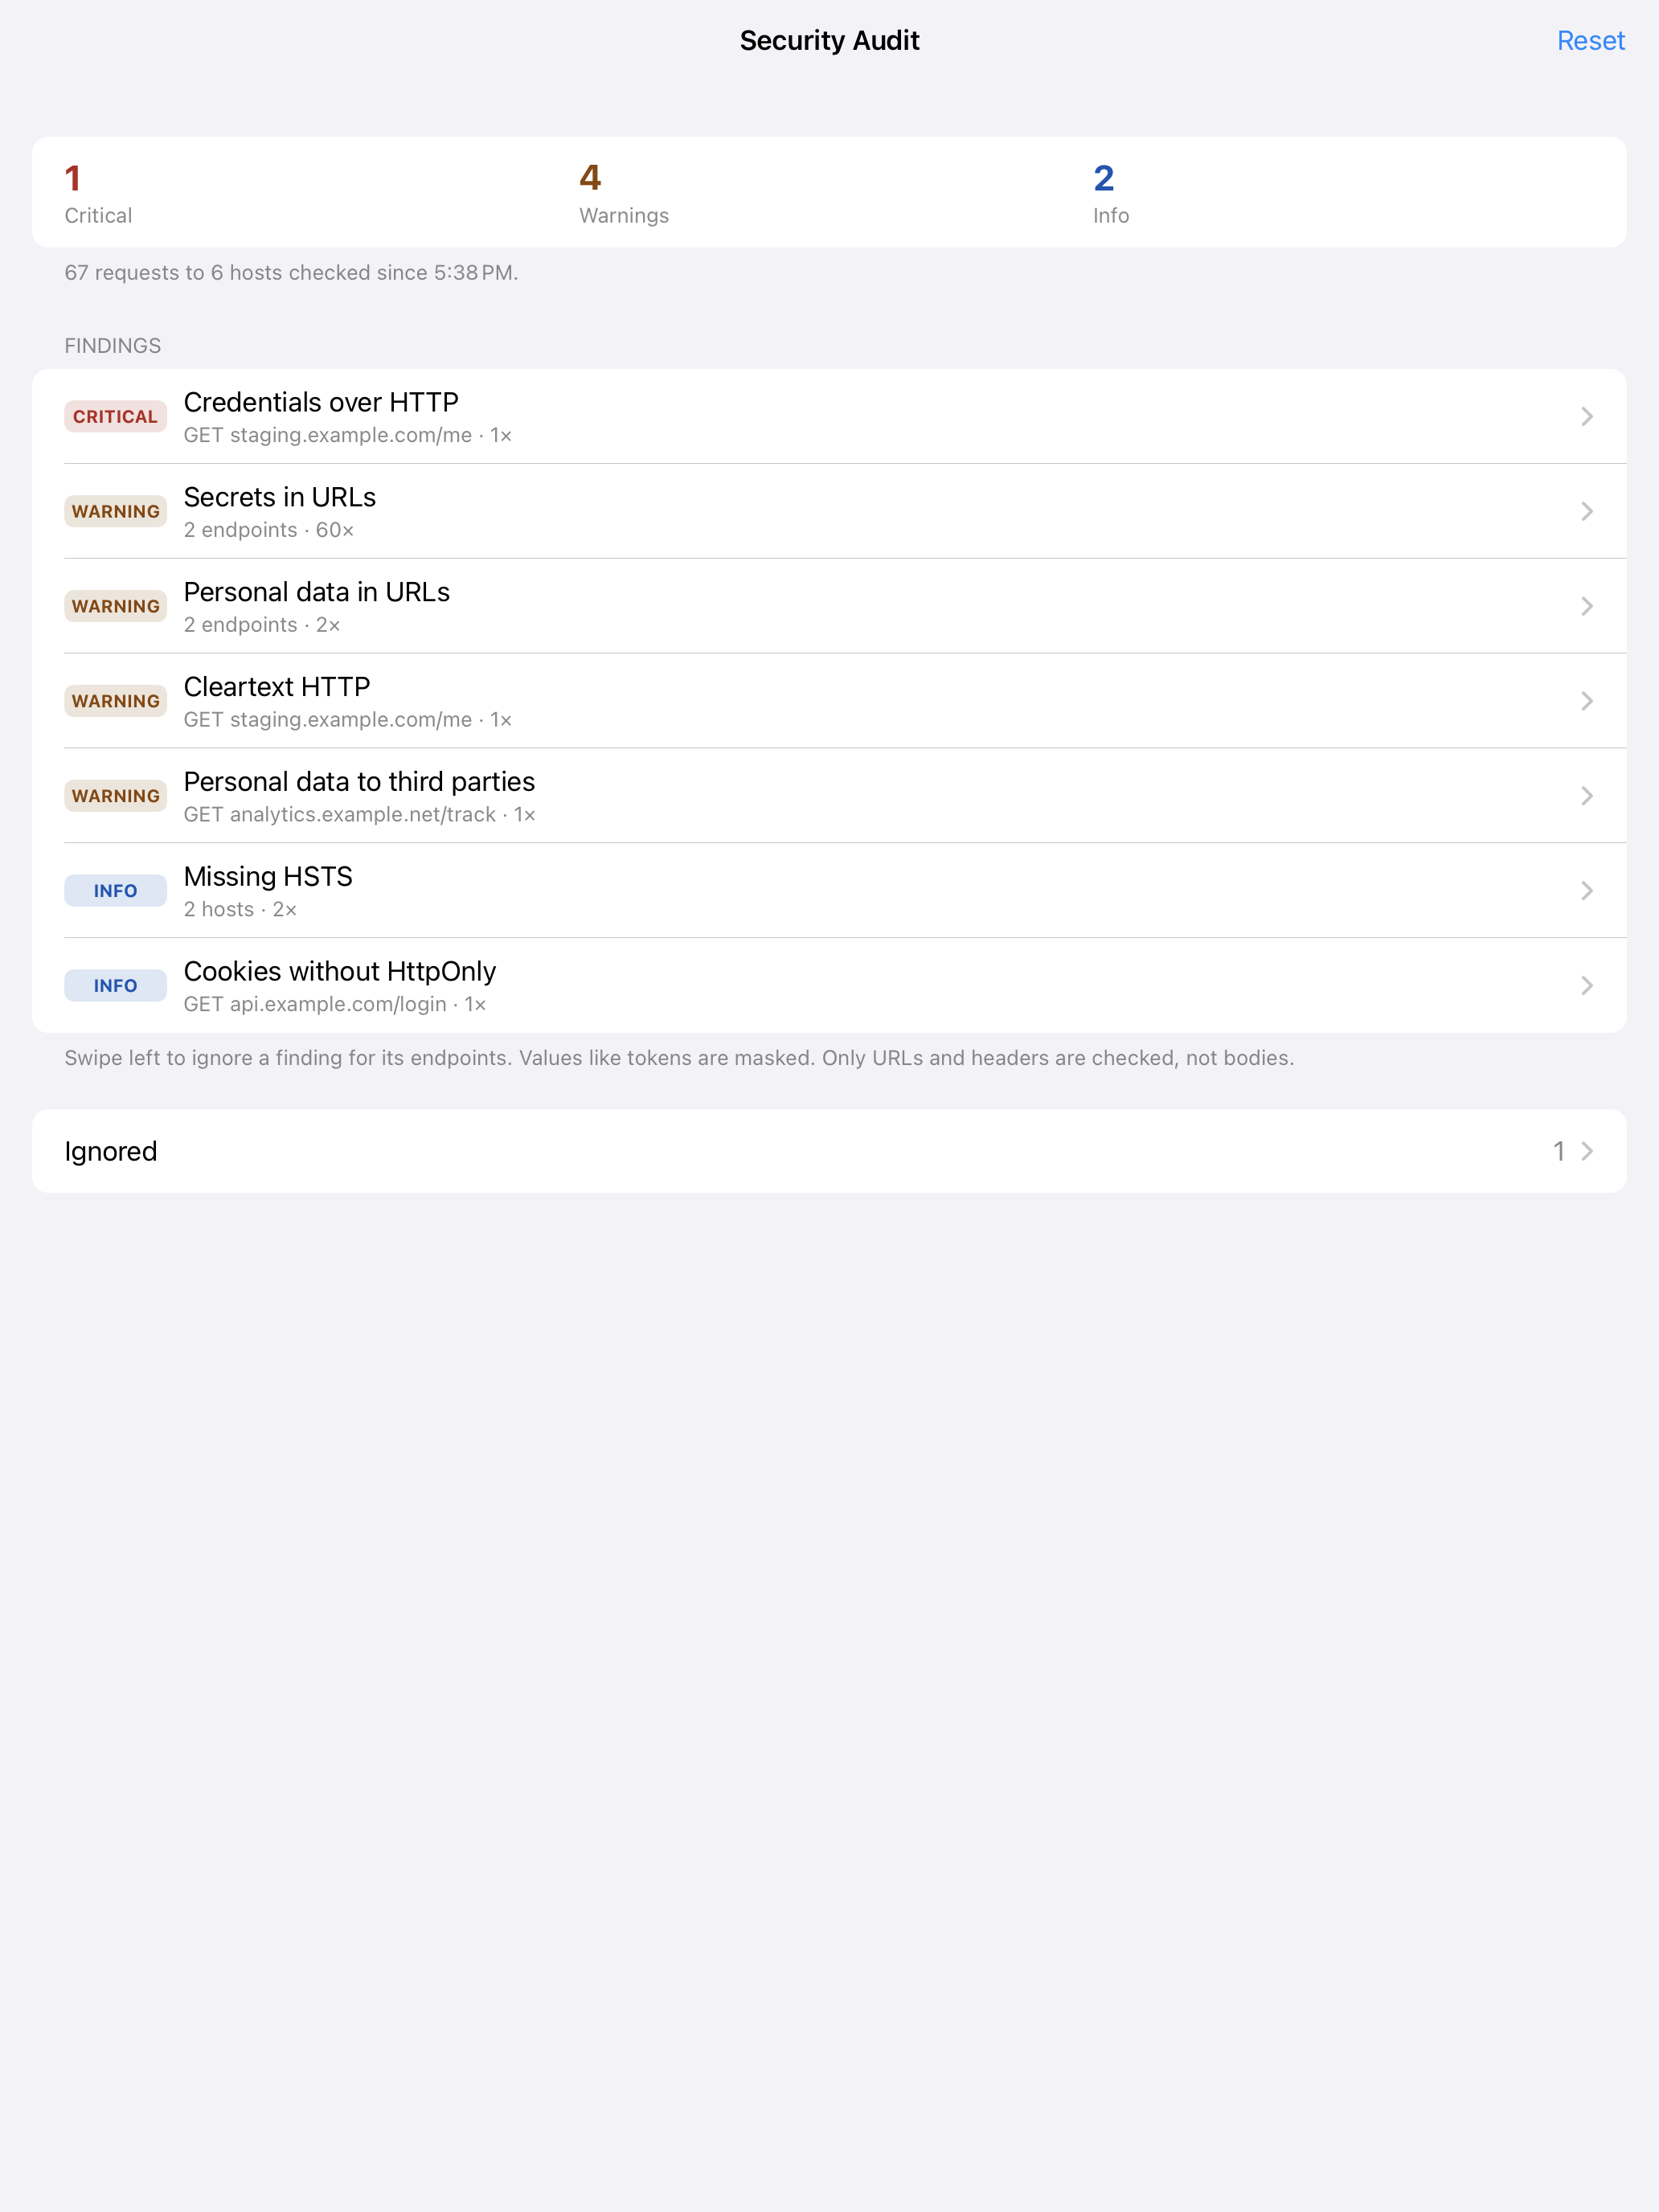 Security Audit
Reset
1
4
2
Critical
Warnings
Info
67 requests to 6 hosts checked since 5:38 PM.
FINDINGS
CRITICAL
Credentials over HTTP
GET staging.example.com/me · 1×
WARNING
Secrets in URLs
2 endpoints · 60×
WARNING
Personal data in URLs
2 endpoints · 2×
WARNING
Cleartext HTTP
GET staging.example.com/me · 1×
WARNING
Personal data to third parties
GET analytics.example.net/track · 1×
INFO
Missing HSTS
2 hosts · 2×
INFO
Cookies without HttpOnly
GET api.example.com/login · 1×
Swipe left to ignore a finding for its endpoints. Values like tokens are masked. Only URLs and headers are checked, not bodies.
Ignored
1